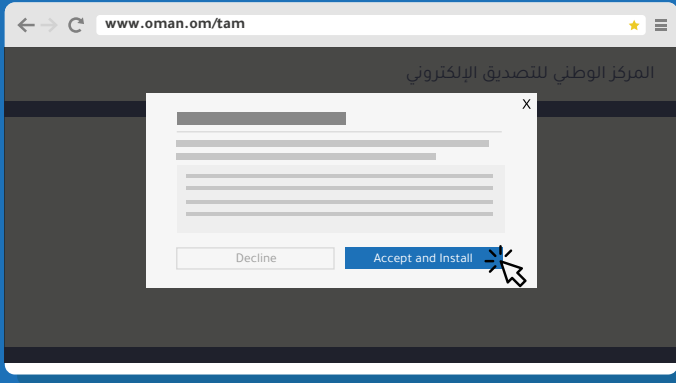 www.oman.om/tam
المركز الوطني للتصديق الإلكتروني
X
Decline
Accept and Install